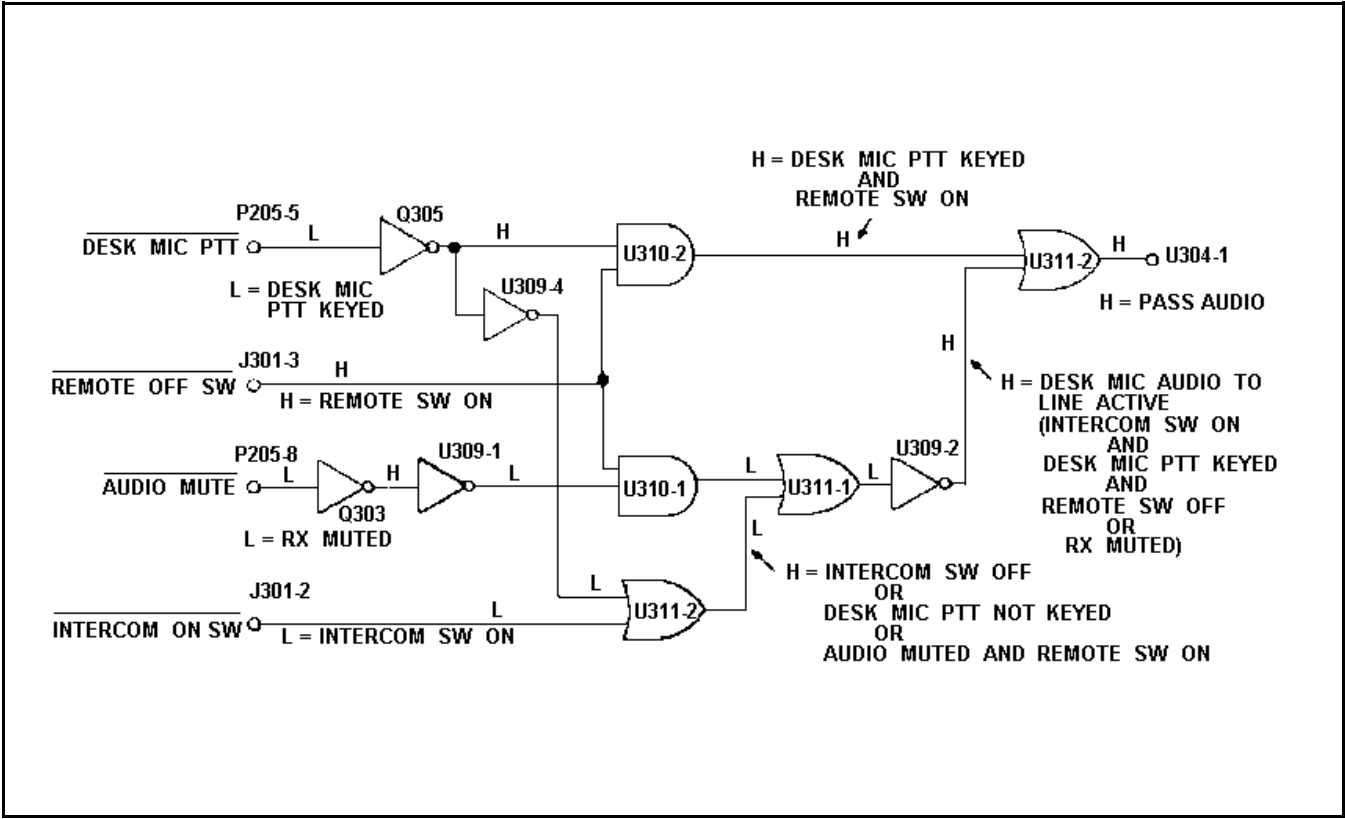 H = DESK MIC PTT KEYED
AND
REMOTE SW ON
P205-5
Q305
DESK MIC PTT
L
H
U310-2
H
U311-2
H
U304-1
L = DESK MIC
PTT KEYED
U309-4
H = PASS AUDIO
J301-3
REMOTE OFF SW
H
H = REMOTE SW ON
H
H = DESK MIC AUDIO TO
LINE ACTIVE
(INTERCOM SW ON
AND
DESK MIC PTT KEYED
AND
REMOTE SW OFF
OR
RX MUTED)
P205-8
AUDIO MUTE
L
Q303
H
U309-1
L
U310-1
L
U311-1
L
U309-2
L = RX MUTED
L
H = INTERCOM SW OFF
OR
DESK MIC PTT NOT KEYED
OR
AUDIO MUTED AND REMOTE SW ON
J301-2
INTERCOM ON SW
L = INTERCOM SW ON
L
L
U311-2